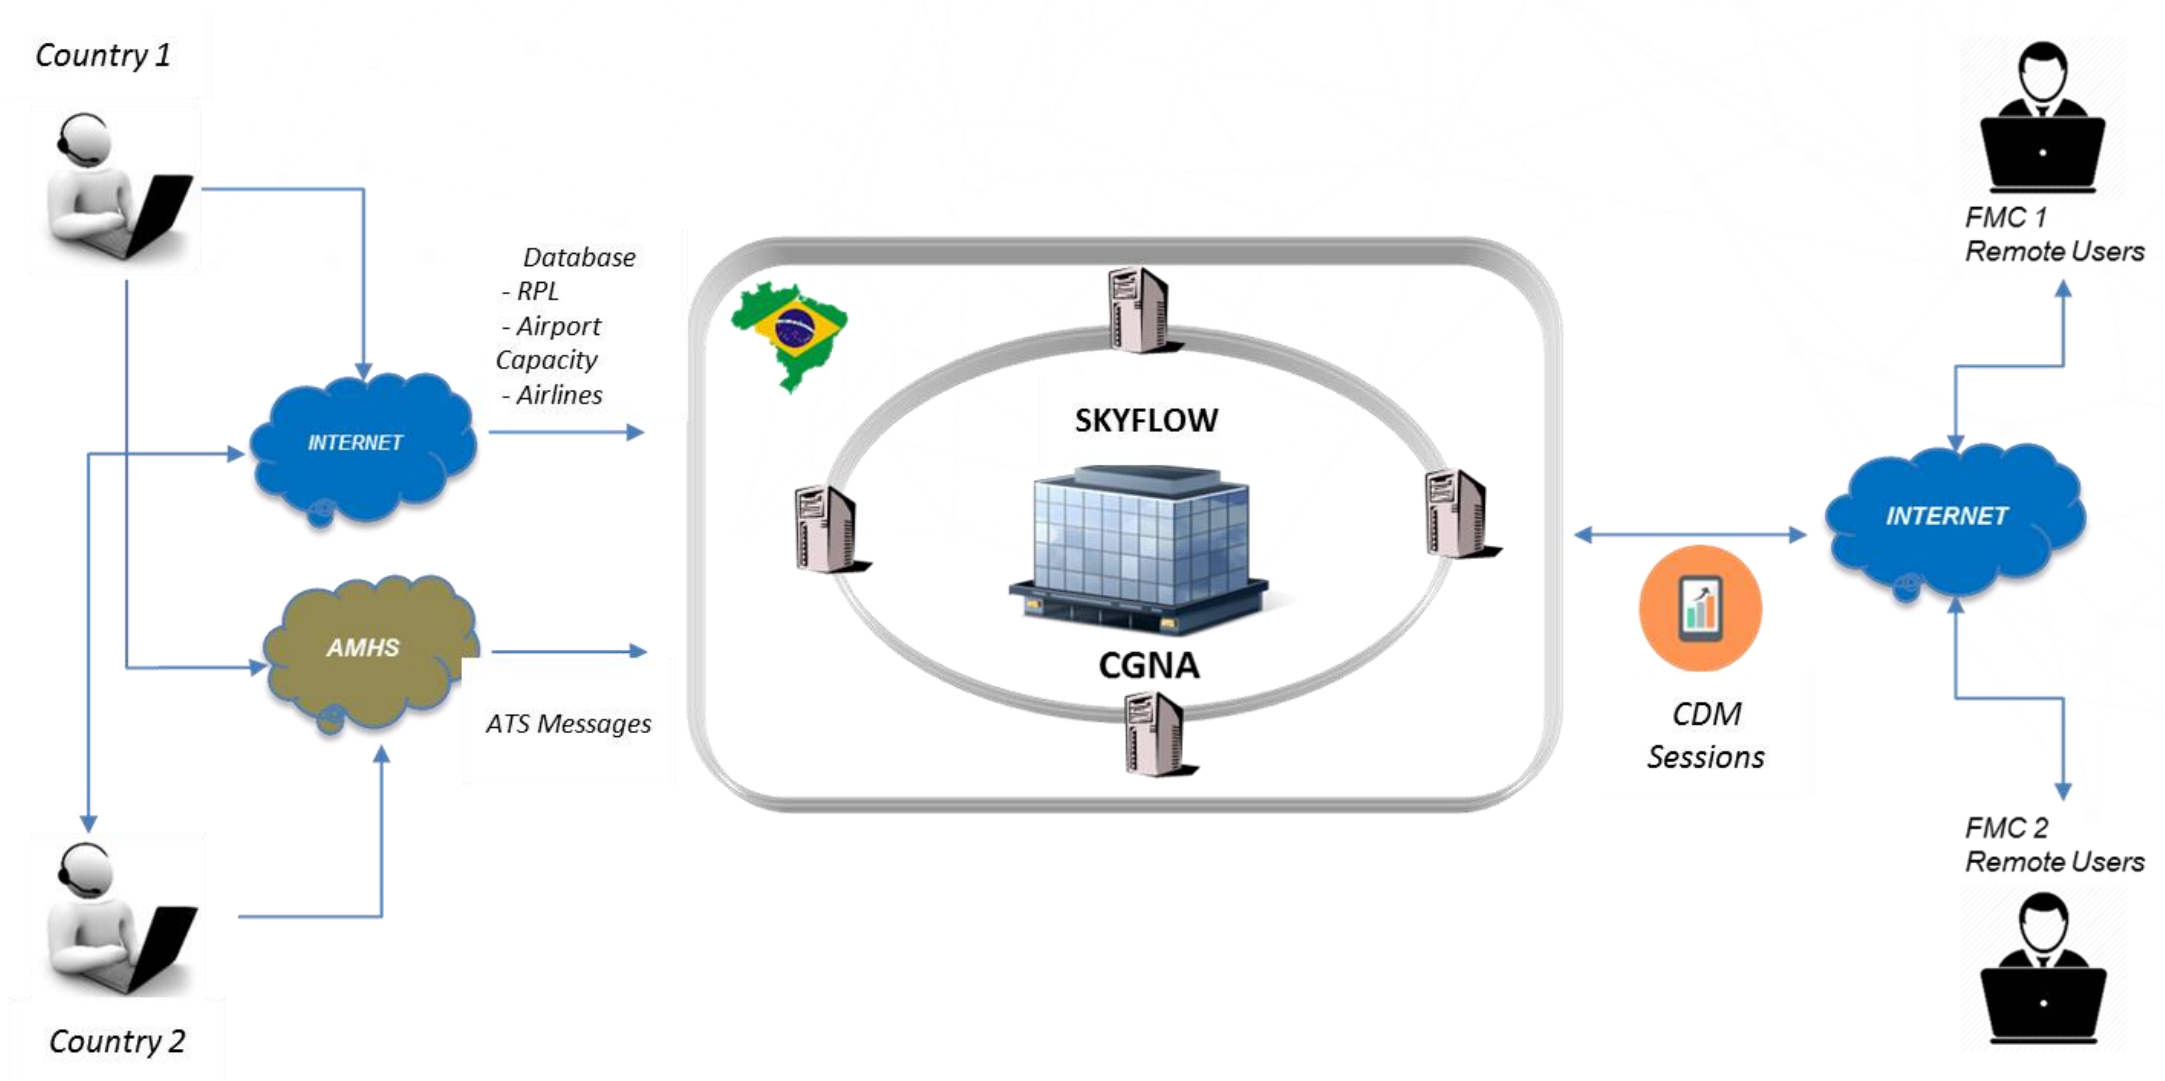 Country 1
Database
- RPL
- Airport
Capacity
- Airlines
INTERNET
AMHS
ATS Messages
Country 2
SKYFLOW
CGNA
CDM
Sessions
FMC 1
Remote Users
INTERNET
FMC 2
Remote Users